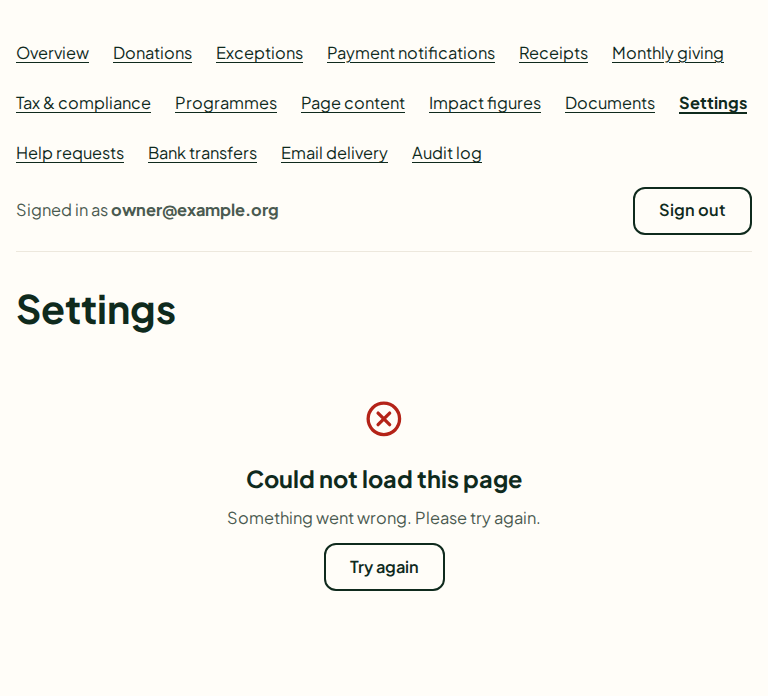 Overview Donations Exceptions Payment notifications Receipts Monthly giving
Tax & compliance Programmes Page content Impact figures Documents Settings
Help requests Bank transfers Email delivery Audit log
Signed in as owner@example.org Sign out
Settings
Could not load this page
Something went wrong. Please try again.
Try again